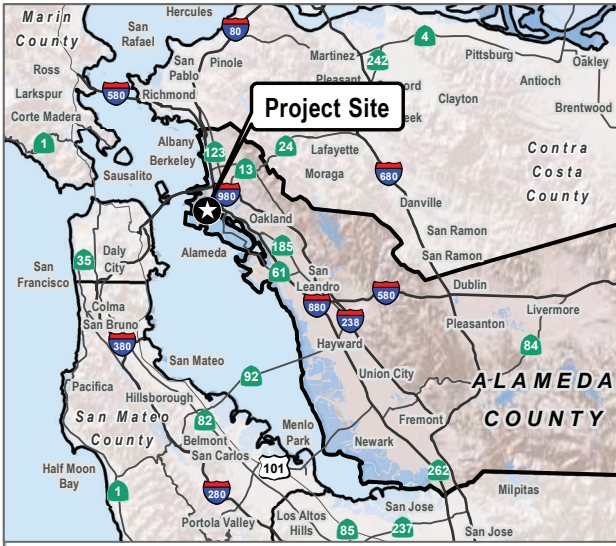 Marin
County
San
Rafael
Hercules
80
4
Ross
Larkspur
Corte Madera
1
580
San
Pablo
Pinole
Richmond
Martinez
242
Pittsburg
Oakley
Antioch
Pleasant
Clayton
Brentwood
Project Site
Albany
Berkeley
123
13
24
Lafayette
Moraga
Contra
Costa
County
680
Sausalito
980
Danville
Oakland
San Ramon
San Ramon
Alameda
185
61
San
Leandro
580
Dublin
35
Daly
City
San
Francisco
Colma
San Bruno
380
880
238
Hayward
Pleasanton
Livermore
84
San Mateo
92
Union City
Pacifica
Hillsborough
ALAMEDA
COUNTY
San Mateo
County
82
Belmont
San Carlos
Menlo
Park
Fremont
Newark
101
262
Half Moon
Bay
1
280
Milpitas
Portola Valley
Los Altos
Hills
85
San Jose
237
San Jose